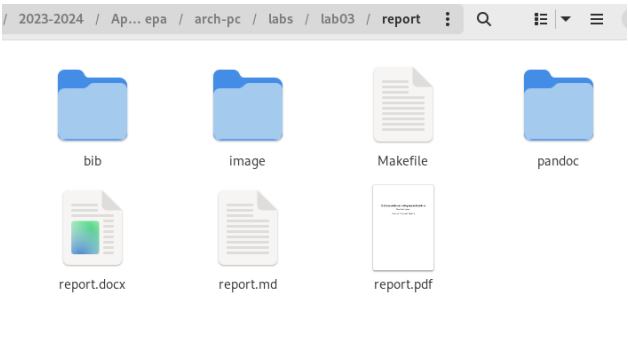 / 2023-2024 / Ap... epa / arch-pc / labs / lab03 / report
bib image Makefile pandoc
report.docx report.md report.pdf